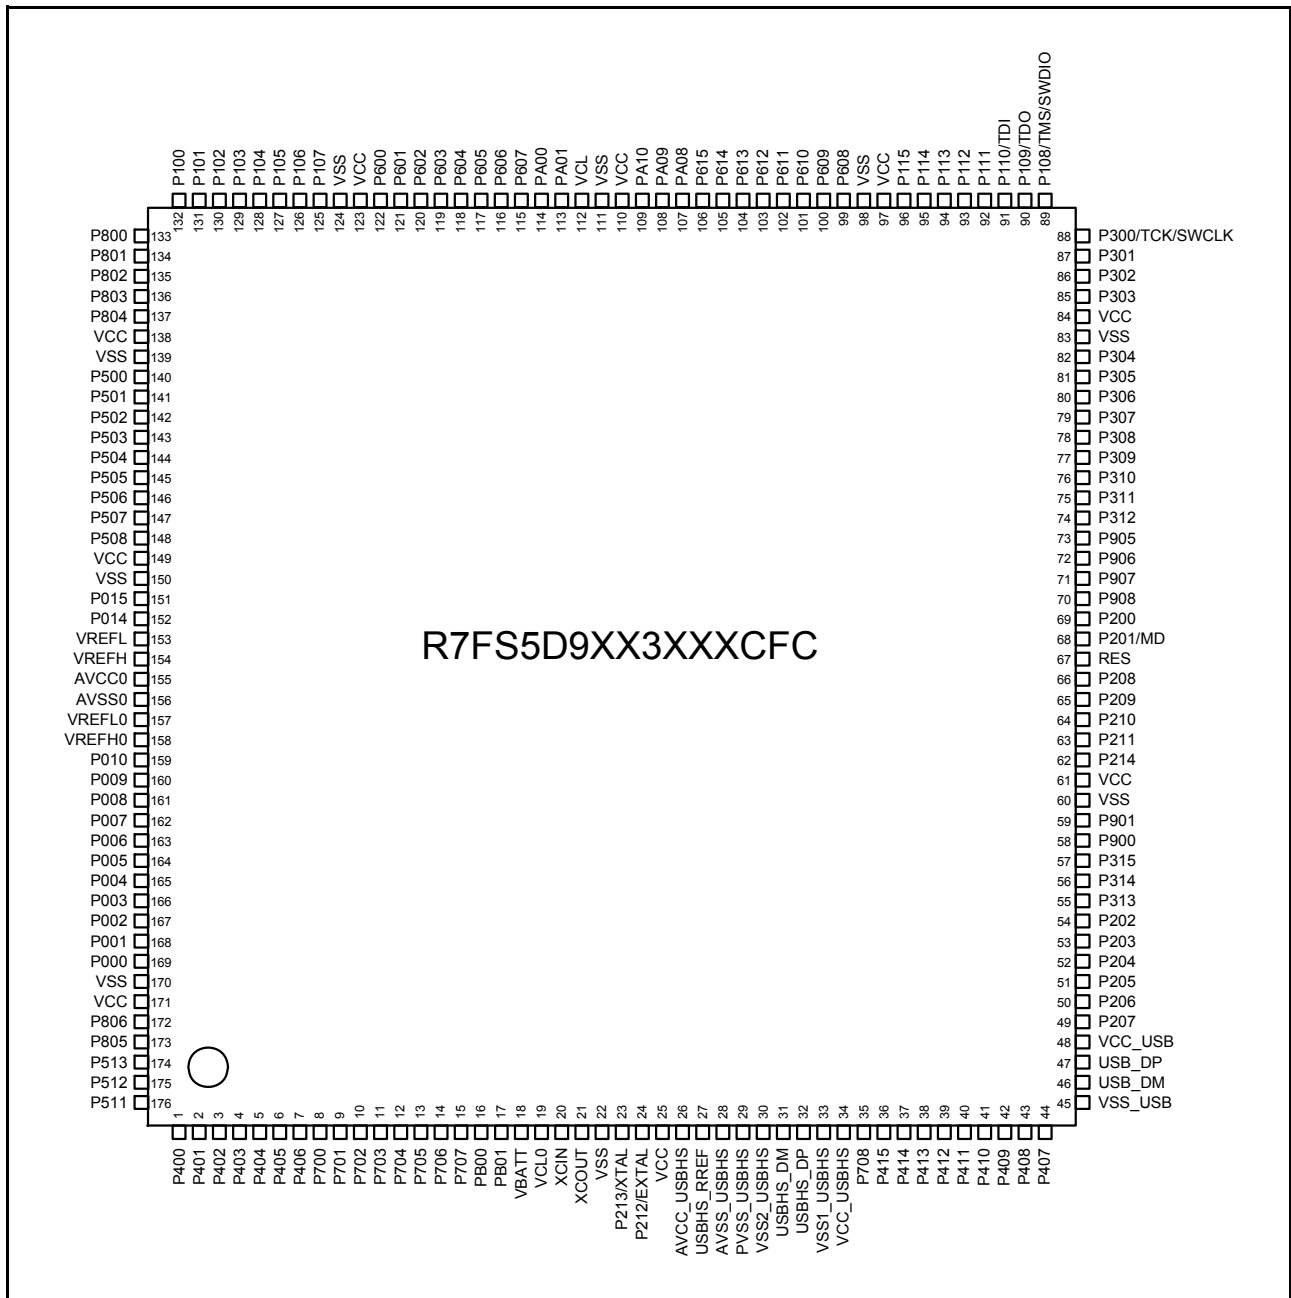 P100 P101 P102 P103 P104 P105 P106 P107 VSS VCC P600 P601 P602 P603 P604 P605 P606 P607 PA00 PA01 VCL VSS VCC PA10 PA09 PA08 P615 P614 P613 P612 P611 P610 P609 P608 VSS VCC P115 P114 P113 P112 P111 P110/TDI P109/TDO P108/TMS/SWDIO
132 131 130 129 128 127 126 125 124 123 122 121 120 119 118 117 116 115 114 113 112 111 110 109 108 107 106 105 104 103 102 101 100 99 98 97 96 95 94 93 92 91 90 89
P800 133 88 P300/TCK/SWCLK
P801 134 87 P301
P802 135 86 P302
P803 136 85 P303
P804 137 84 VCC
VCC 138 83 VSS
VSS 139 82 P304
P500 140 81 P305
P501 141 80 P306
P502 142 79 P307
P503 143 78 P308
P504 144 77 P309
P505 145 76 P310
P506 146 75 P311
P507 147 74 P312
P508 148 73 P905
VCC 149 72 P906
VSS 150 71 P907
P015 151 70 P908
P014 152 69 P200
VREFL 153 68 P201/MD
R7FS5D9XX3XXXCFC
VREFH 154 67 RES
AVCC0 155 66 P208
AVSS0 156 65 P209
VREFL0 157 64 P210
VREFH0 158 63 P211
P010 159 62 P214
P009 160 61 VCC
P008 161 60 VSS
P007 162 59 P901
P006 163 58 P900
P005 164 57 P315
P004 165 56 P314
P003 166 55 P313
P002 167 54 P202
P001 168 53 P203
P000 169 52 P204
VSS 170 51 P205
VCC 171 50 P206
P806 172 49 P207
P805 173 48 VCC_USB
P513 174 47 USB_DP
P512 175 46 USB_DM
P511 176 45 VSS_USB
1 2 3 4 5 6 7 8 9 10 11 12 13 14 15 16 17 18 19 20 21 22 23 24 25 26 27 28 29 30 31 32 33 34 35 36 37 38 39 40 41 42 43 44
P400 P401 P402 P403 P404 P405 P406 P700 P701 P702 P703 P704 P705 P706 P707 PB00 PB01 VBATT VCL0 XCIN XCOUT VSS P213/XTAL P212/EXTAL VCC AVCC_USBHS USBHS_RREF AVSS_USBHS PVSS_USBHS VSS2_USBHS USBHS_DM USBHS_DP VSS1_USBHS VCC_USBHS P708 P415 P414 P413 P412 P411 P410 P409 P408 P407